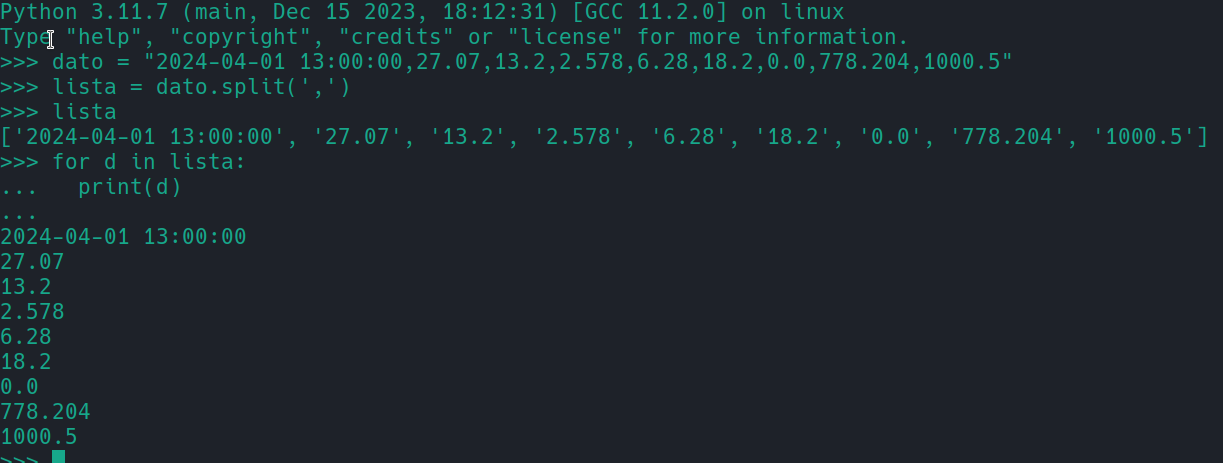 Python 3.11.7 (main, Dec 15 2023, 18:12:31) [GCC 11.2.0] on linux
Type "help", "copyright", "credits" or "license" for more information.
>>> dato = "2024-04-01 13:00:00,27.07,13.2,2.578,6.28,18.2,0.0,778.204,1000.5"
>>> lista = dato.split(',')
>>> lista
['2024-04-01 13:00:00', '27.07', '13.2', '2.578', '6.28', '18.2', '0.0', '778.204', '1000.5']
>>> for d in lista:
...   print(d)
...
2024-04-01 13:00:00
27.07
13.2
2.578
6.28
18.2
0.0
778.204
1000.5
>>>